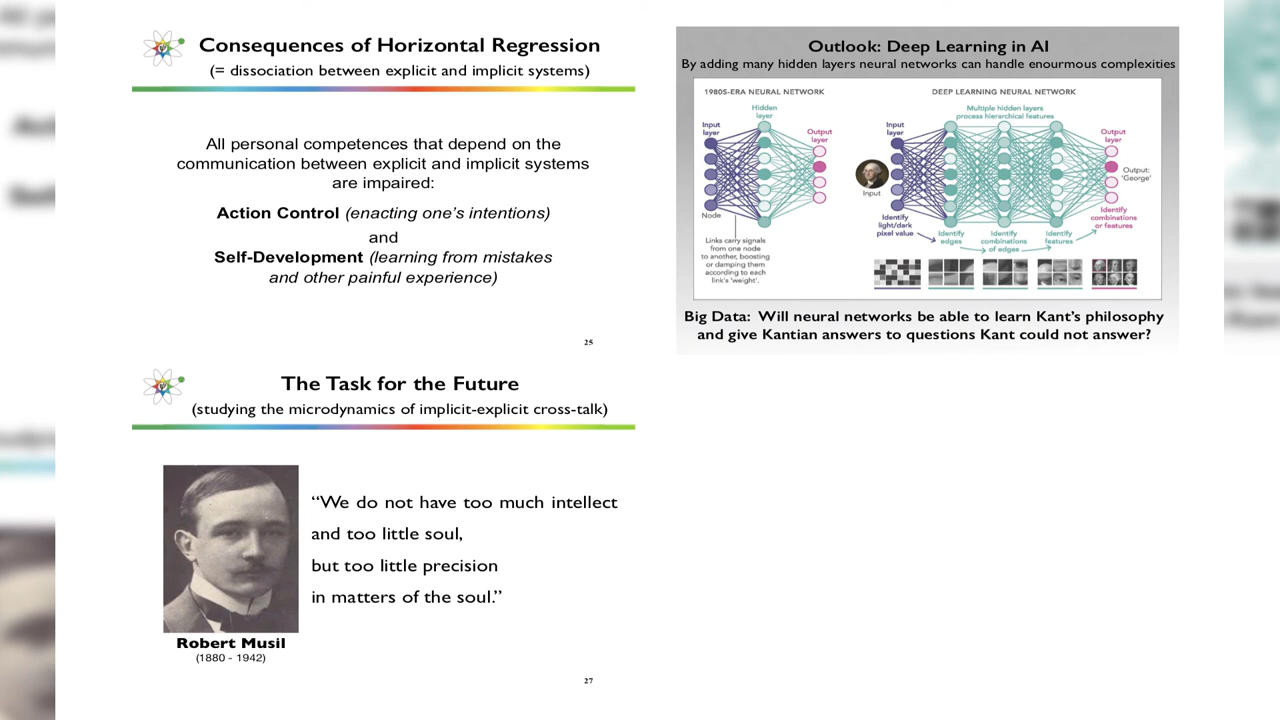 Consequences of Horizontal Regression
(= dissociation between explicit and implicit systems)
All personal competences that depend on the
communication between explicit and implicit systems
are impaired:
Action Control (enacting one's intentions)
and
Self-Development (learning from mistakes
and other painful experience)
25
Outlook: Deep Learning in AI
By adding many hidden layers neural networks can handle enourmous complexities
1980S-ERA NEURAL NETWORK
Hidden
layer
Input
layer
Output
layer
Node
Links carry signals
from one node
to another, boosting
or damping them
according to each
link's 'weight'.
DEEP LEARNING NEURAL NETWORK
Multiple hidden layers
process hierarchical features
Input
layer
Output
layer
Input
Output:
'George'
Identify
light/dark
pixel value
Identify
edges
Identify
combinations
of edges
Identify
features
Identify
combinations
or features
Big Data: Will neural networks be able to learn Kant's philosophy
and give Kantian answers to questions Kant could not answer?
The Task for the Future
(studying the microdynamics of implicit-explicit cross-talk)
“We do not have too much intellect
and too little soul,
but too little precision
in matters of the soul.”
Robert Musil
(1880 - 1942)
27